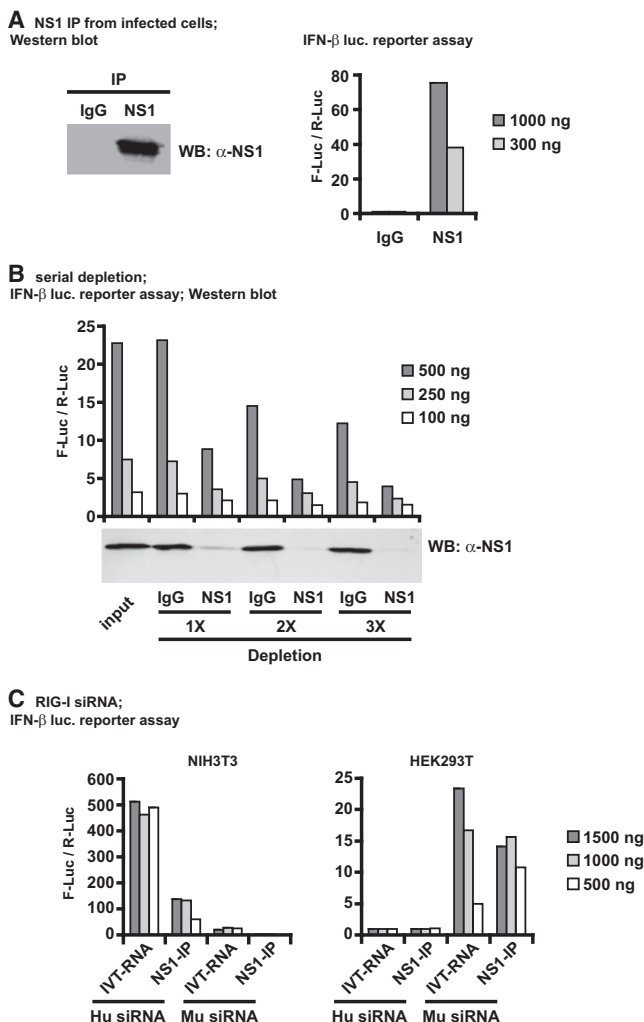 A NS1 IP from infected cells;
Western blot
IP
IgG NS1
WB: α-NS1
IFN-β luc. reporter assay
F-Luc / R-Luc
80
60
40
20
0
IgG NS1
1000 ng
300 ng
B serial depletion;
IFN-β luc. reporter assay; Western blot
F-Luc / R-Luc
25
20
15
10
5
0
500 ng
250 ng
100 ng
WB: α-NS1
input
IgG NS1 IgG NS1 IgG NS1
1X 2X 3X
Depletion
C RIG-I siRNA;
IFN-β luc. reporter assay
NIH3T3
F-Luc / R-Luc
600
500
400
300
200
100
0
IVT-RNA NS1-IP IVT-RNA NS1-IP
Hu siRNA Mu siRNA
HEK293T
25
20
15
10
5
0
IVT-RNA NS1-IP IVT-RNA NS1-IP
Hu siRNA Mu siRNA
1500 ng
1000 ng
500 ng